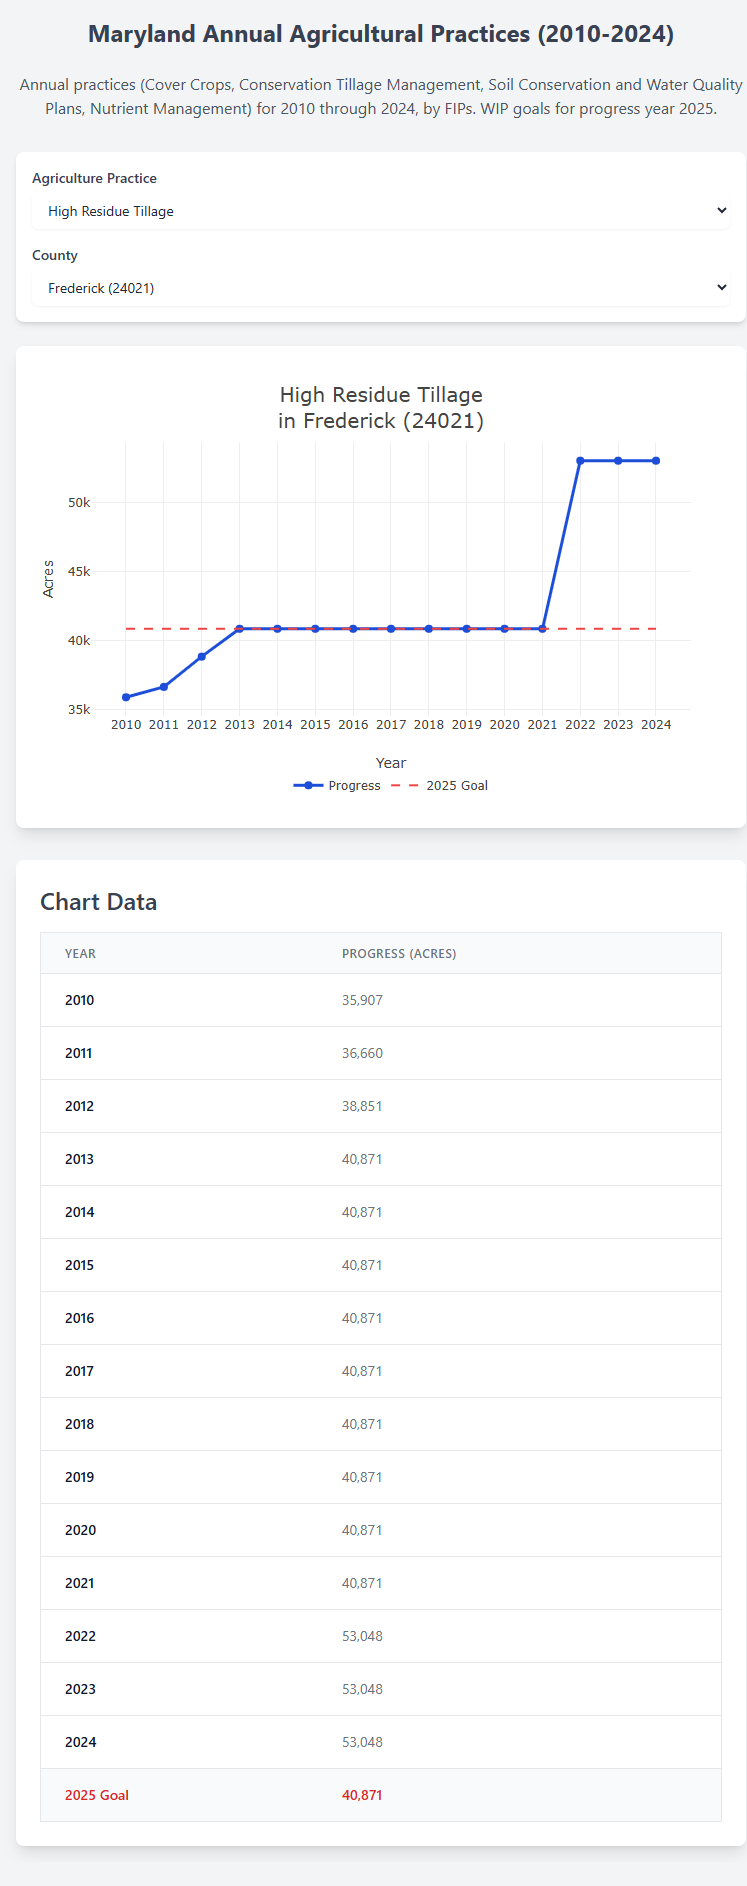 Maryland Annual Agricultural Practices (2010-2024)
Annual practices (Cover Crops, Conservation Tillage Management, Soil Conservation and Water Quality
Plans, Nutrient Management) for 2010 through 2024, by FIPs. WIP goals for progress year 2025.
Agriculture Practice
High Residue Tillage
County
Frederick (24021)
High Residue Tillage
in Frederick (24021)
50k
45k
40k
35k
Acres
2010 2011 2012 2013 2014 2015 2016 2017 2018 2019 2020 2021 2022 2023 2024
Year
Progress 2025 Goal
Chart Data
YEAR PROGRESS (ACRES)
2010 35,907
2011 36,660
2012 38,851
2013 40,871
2014 40,871
2015 40,871
2016 40,871
2017 40,871
2018 40,871
2019 40,871
2020 40,871
2021 40,871
2022 53,048
2023 53,048
2024 53,048
2025 Goal 40,871